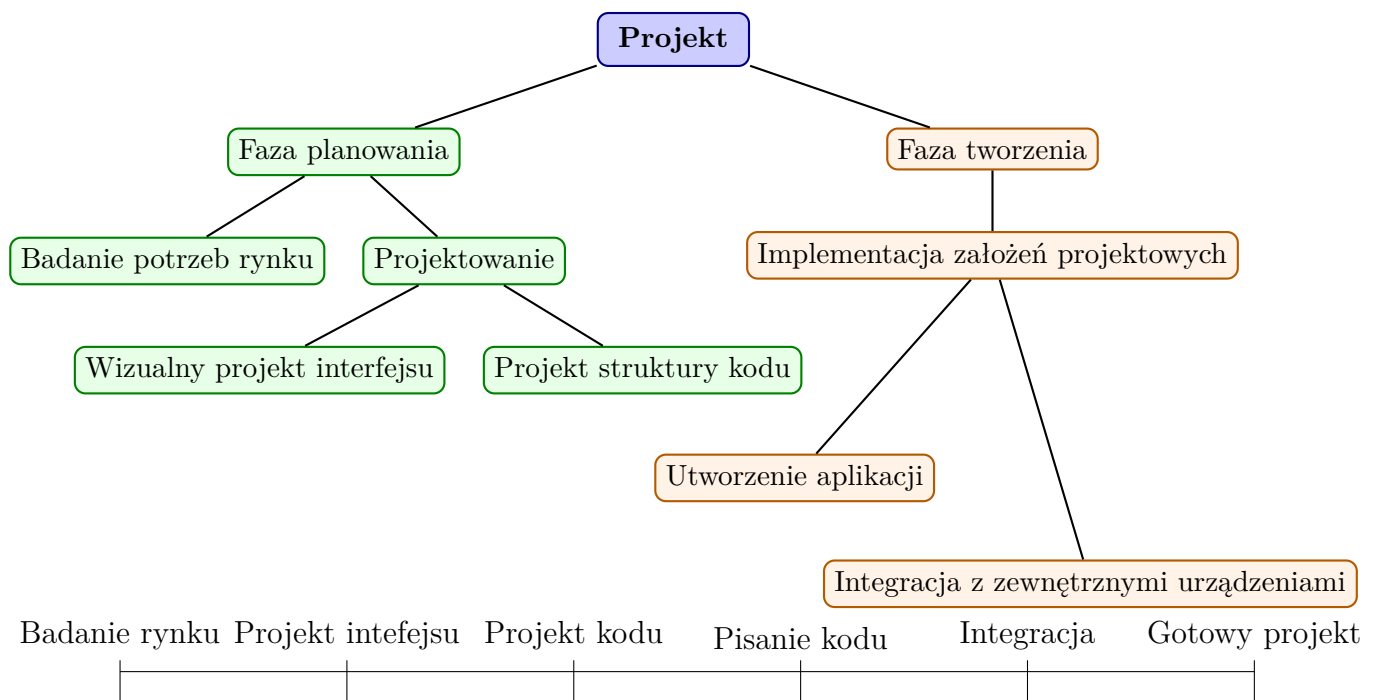 Projekt
Faza planowania
Faza tworzenia
Badanie potrzeb rynku
Projektowanie
Implementacja założeń projektowych
Wizualny projekt interfejsu
Projekt struktury kodu
Utworzenie aplikacji
Integracja z zewnętrznymi urządzeniami
Badanie rynku
Projekt intefejsu
Projekt kodu
Pisanie kodu
Integracja
Gotowy projekt